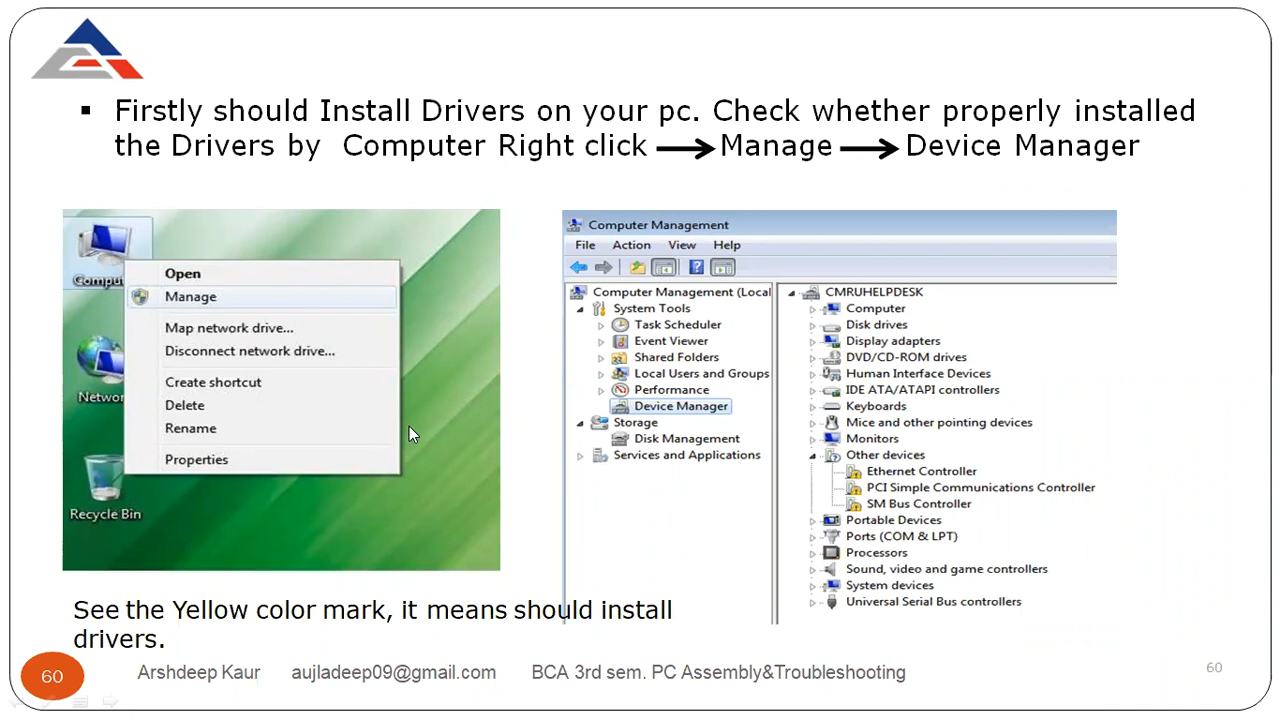 ▪ Firstly should Install Drivers on your pc. Check whether properly installed
the Drivers by Computer Right click → Manage → Device Manager
Open
Manage
Map network drive...
Disconnect network drive...
Create shortcut
Delete
Rename
Properties
Comput
Networ
Recycle Bin
Computer Management
File Action View Help
Computer Management (Local
System Tools
Task Scheduler
Event Viewer
Shared Folders
Local Users and Groups
Performance
Device Manager
Storage
Disk Management
Services and Applications
CMRUHELPDESK
Computer
Disk drives
Display adapters
DVD/CD-ROM drives
Human Interface Devices
IDE ATA/ATAPI controllers
Keyboards
Mice and other pointing devices
Monitors
Other devices
Ethernet Controller
PCI Simple Communications Controller
SM Bus Controller
Portable Devices
Ports (COM & LPT)
Processors
Sound, video and game controllers
System devices
Universal Serial Bus controllers
See the Yellow color mark, it means should install
drivers.
60 Arshdeep Kaur aujladeep09@gmail.com BCA 3rd sem. PC Assembly&Troubleshooting 60